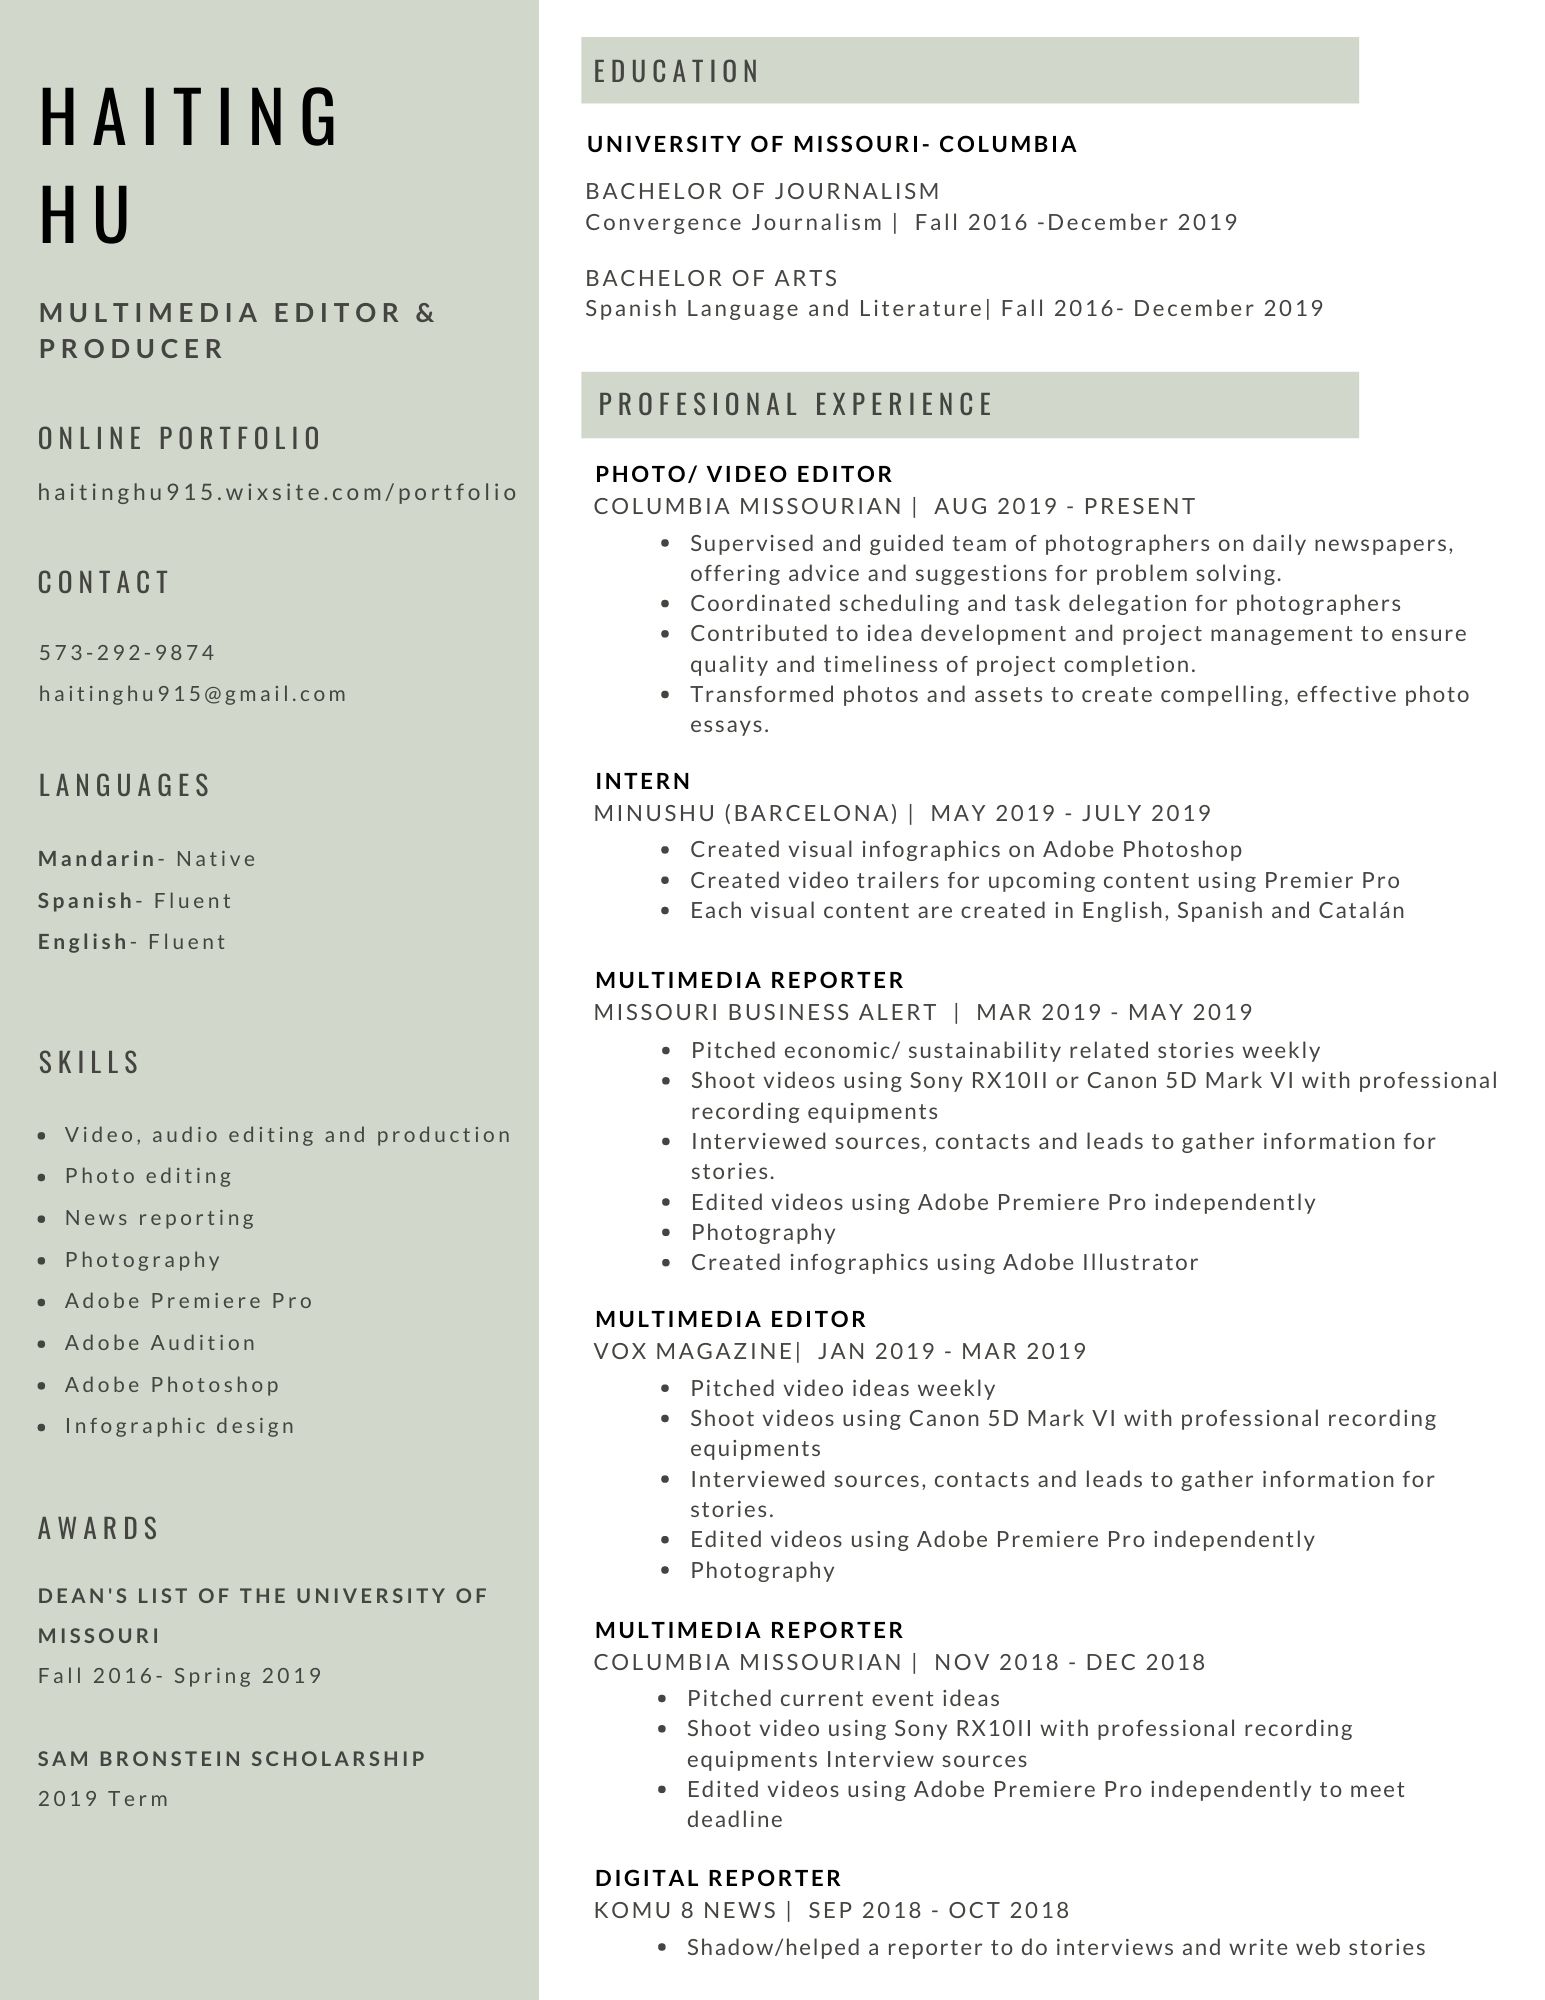 HAITING
HU
MULTIMEDIA EDITOR &
PRODUCER
ONLINE PORTFOLIO
haitinghu915.wixsite.com/portfolio
CONTACT
573-292-9874
haitinghu915@gmail.com
LANGUAGES
Mandarin- Native
Spanish- Fluent
English- Fluent
SKILLS
• Video, audio editing and production
• Photo editing
• News reporting
• Photography
• Adobe Premiere Pro
• Adobe Audition
• Adobe Photoshop
• Infographic design
AWARDS
DEAN'S LIST OF THE UNIVERSITY OF
MISSOURI
Fall 2016- Spring 2019
SAM BRONSTEIN SCHOLARSHIP
2019 Term
EDUCATION
UNIVERSITY OF MISSOURI- COLUMBIA
BACHELOR OF JOURNALISM
Convergence Journalism | Fall 2016 -December 2019
BACHELOR OF ARTS
Spanish Language and Literature| Fall 2016- December 2019
PROFESIONAL EXPERIENCE
PHOTO/ VIDEO EDITOR
COLUMBIA MISSOURIAN | AUG 2019 - PRESENT
• Supervised and guided team of photographers on daily newspapers,
offering advice and suggestions for problem solving.
• Coordinated scheduling and task delegation for photographers
• Contributed to idea development and project management to ensure
quality and timeliness of project completion.
• Transformed photos and assets to create compelling, effective photo
essays.
INTERN
MINUSHU (BARCELONA) | MAY 2019 - JULY 2019
• Created visual infographics on Adobe Photoshop
• Created video trailers for upcoming content using Premier Pro
• Each visual content are created in English, Spanish and Catalán
MULTIMEDIA REPORTER
MISSOURI BUSINESS ALERT | MAR 2019 - MAY 2019
• Pitched economic/ sustainability related stories weekly
• Shoot videos using Sony RX10II or Canon 5D Mark VI with professional
recording equipments
• Interviewed sources, contacts and leads to gather information for
stories.
• Edited videos using Adobe Premiere Pro independently
• Photography
• Created infographics using Adobe Illustrator
MULTIMEDIA EDITOR
VOX MAGAZINE| JAN 2019 - MAR 2019
• Pitched video ideas weekly
• Shoot videos using Canon 5D Mark VI with professional recording
equipments
• Interviewed sources, contacts and leads to gather information for
stories.
• Edited videos using Adobe Premiere Pro independently
• Photography
MULTIMEDIA REPORTER
COLUMBIA MISSOURIAN | NOV 2018 - DEC 2018
• Pitched current event ideas
• Shoot video using Sony RX10II with professional recording
equipments Interview sources
• Edited videos using Adobe Premiere Pro independently to meet
deadline
DIGITAL REPORTER
KOMU 8 NEWS | SEP 2018 - OCT 2018
• Shadow/helped a reporter to do interviews and write web stories